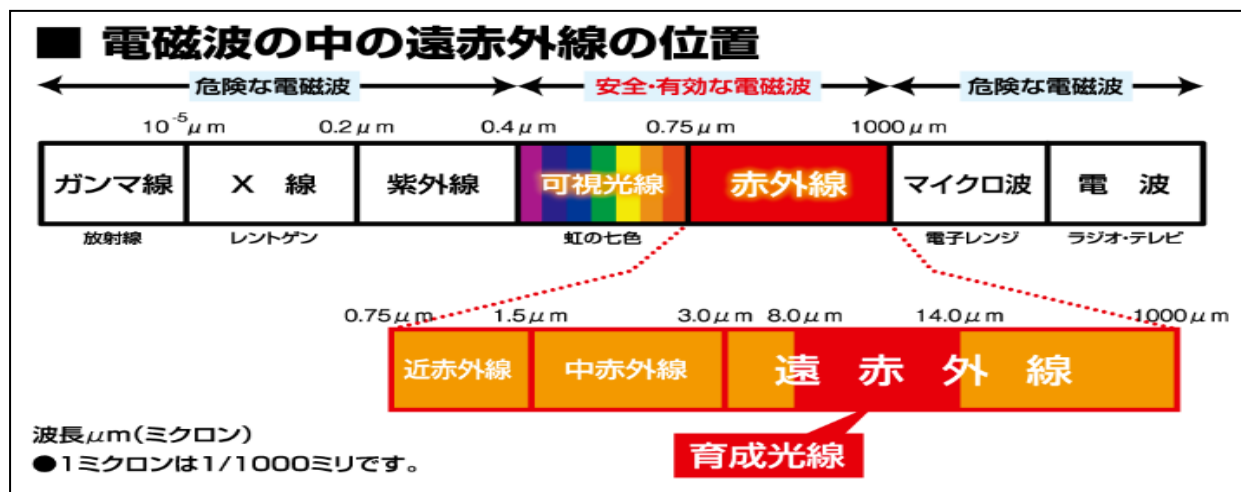 ■ 電磁波の中の遠赤外線の位置
危険な電磁波 安全・有効な電磁波 危険な電磁波
10⁻⁵μm 0.2μm 0.4μm 0.75μm 1000μm
ガンマ線 X 線 紫外線 可視光線 赤外線 マイクロ波 電 波
放射線 レントゲン 虹の七色 電子レンジ ラジオ・テレビ
0.75μm 1.5μm 3.0μm 8.0μm 14.0μm 1000μm
近赤外線 中赤外線 遠 赤 外 線
育成光線
波長μm(ミクロン)
●1ミクロンは1/1000ミリです。